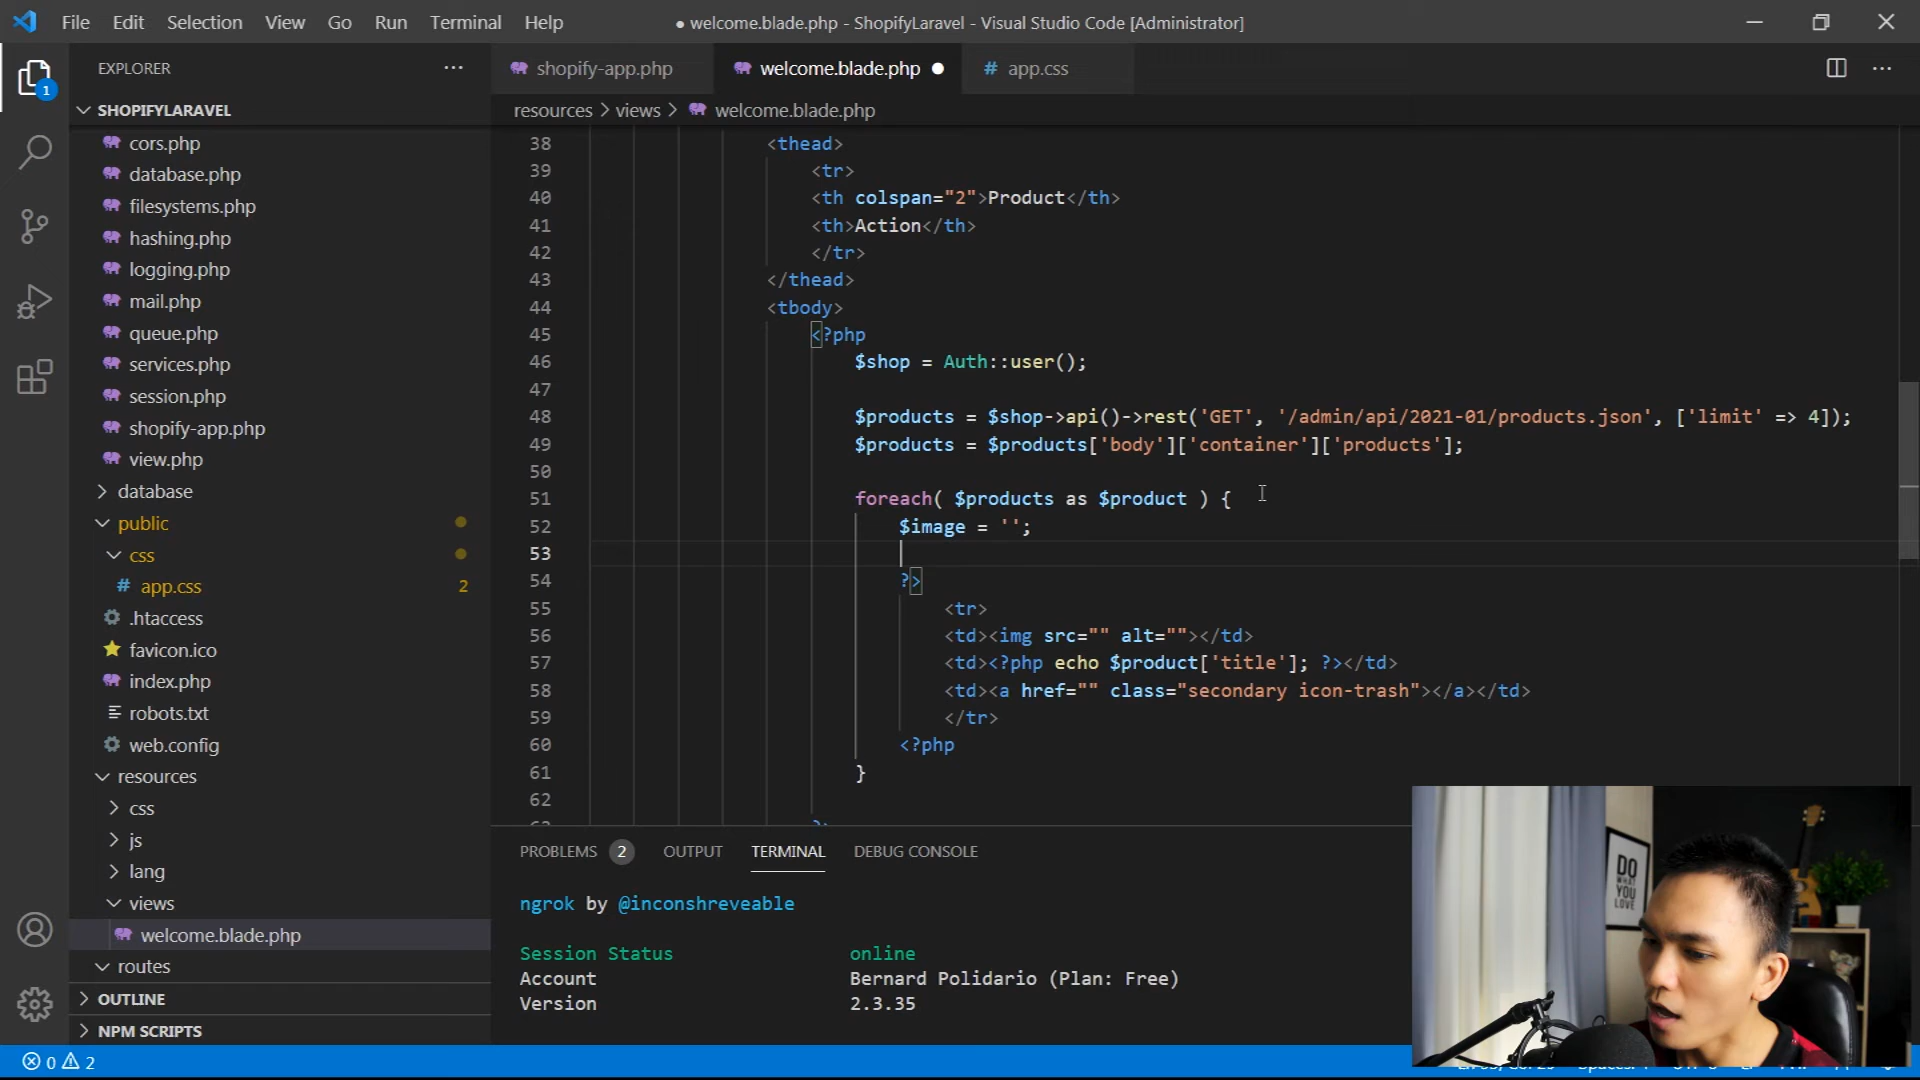 File Edit Selection View Go Run Terminal Help
● welcome.blade.php - ShopifyLaravel - Visual Studio Code [Administrator]
EXPLORER
shopify-app.php
welcome.blade.php
# app.css
1
SHOPIFYLARAVEL
resources > views > welcome.blade.php
cors.php
database.php
filesystems.php
hashing.php
logging.php
mail.php
queue.php
services.php
session.php
shopify-app.php
view.php
database
public
css
# app.css 2
.htaccess
favicon.ico
index.php
robots.txt
web.config
resources
css
js
lang
views
welcome.blade.php
routes
OUTLINE
NPM SCRIPTS
38 <thead>
39 <tr>
40 <th colspan="2">Product</th>
41 <th>Action</th>
42 </tr>
43 </thead>
44 <tbody>
45 <?php
46 $shop = Auth::user();
47
48 $products = $shop->api()->rest('GET', '/admin/api/2021-01/products.json', ['limit' => 4]);
49 $products = $products['body']['container']['products'];
50
51 foreach( $products as $product ) {
52 $image = '';
53
54 ?>
55 <tr>
56 <td><img src="" alt=""></td>
57 <td><?php echo $product['title']; ?></td>
58 <td><a href="" class="secondary icon-trash"></a></td>
59 </tr>
60 <?php
61 }
62
PROBLEMS 2 OUTPUT TERMINAL DEBUG CONSOLE
ngrok by @inconshreveable
Session Status online
Account Bernard Polidario (Plan: Free)
Version 2.3.35
DO
WHAT
YOU
LOVE
0 2